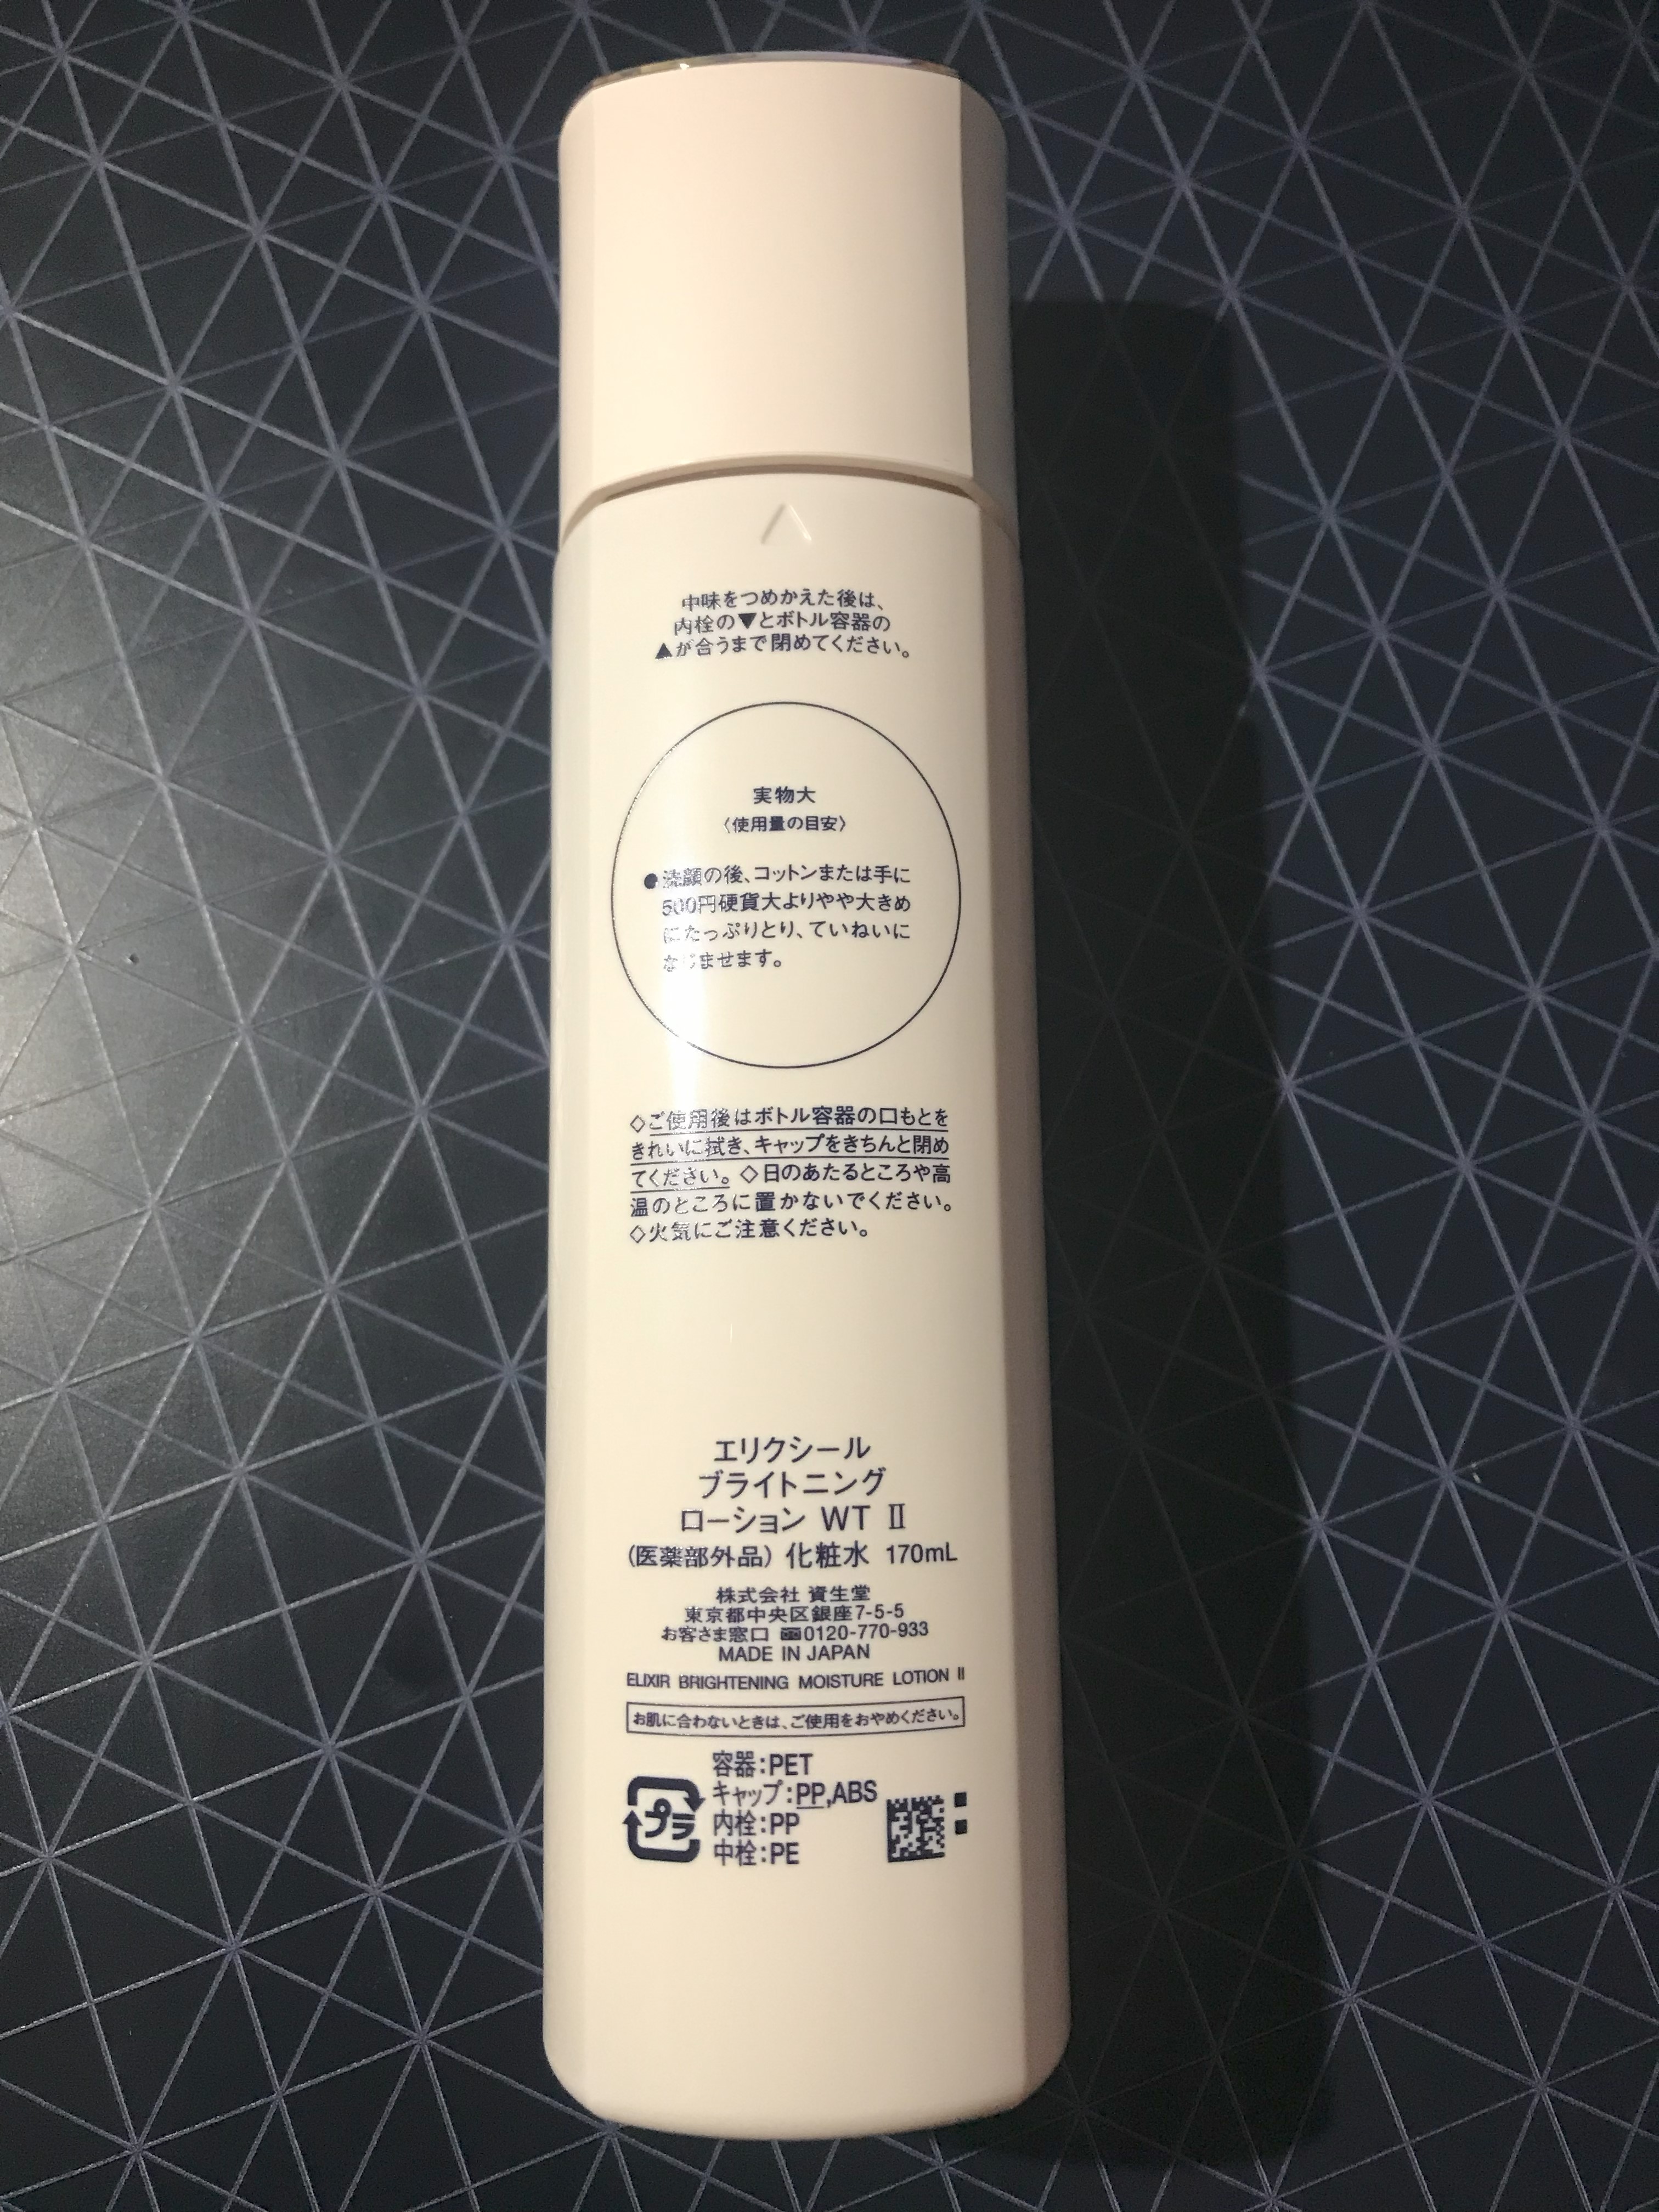 中味をつめかえた後は、
内栓の▼とボトル容器の
▲が合うまで閉めてください。
実物大
〈使用量の目安〉
●洗顔の後、コットンまたは手に
500円硬貨大よりやや大きめ
にたっぷりとり、ていねいに
なじませます。
◇ご使用後はボトル容器の口もとを
きれいに拭き、キャップをきちんと閉め
てください。◇日のあたるところや高
温のところに置かないでください。
◇火気にご注意ください。
エリクシール
ブライトニング
ローション WT Ⅱ
(医薬部外品) 化粧水 170mL
株式会社 資生堂
東京都中央区銀座7-5-5
お客さま窓口 0120-770-933
MADE IN JAPAN
ELIXIR BRIGHTENING MOISTURE LOTION Ⅱ
お肌に合わないときは、ご使用をおやめください。
プラ
容器:PET
キャップ:PP,ABS
内栓:PP
中栓:PE